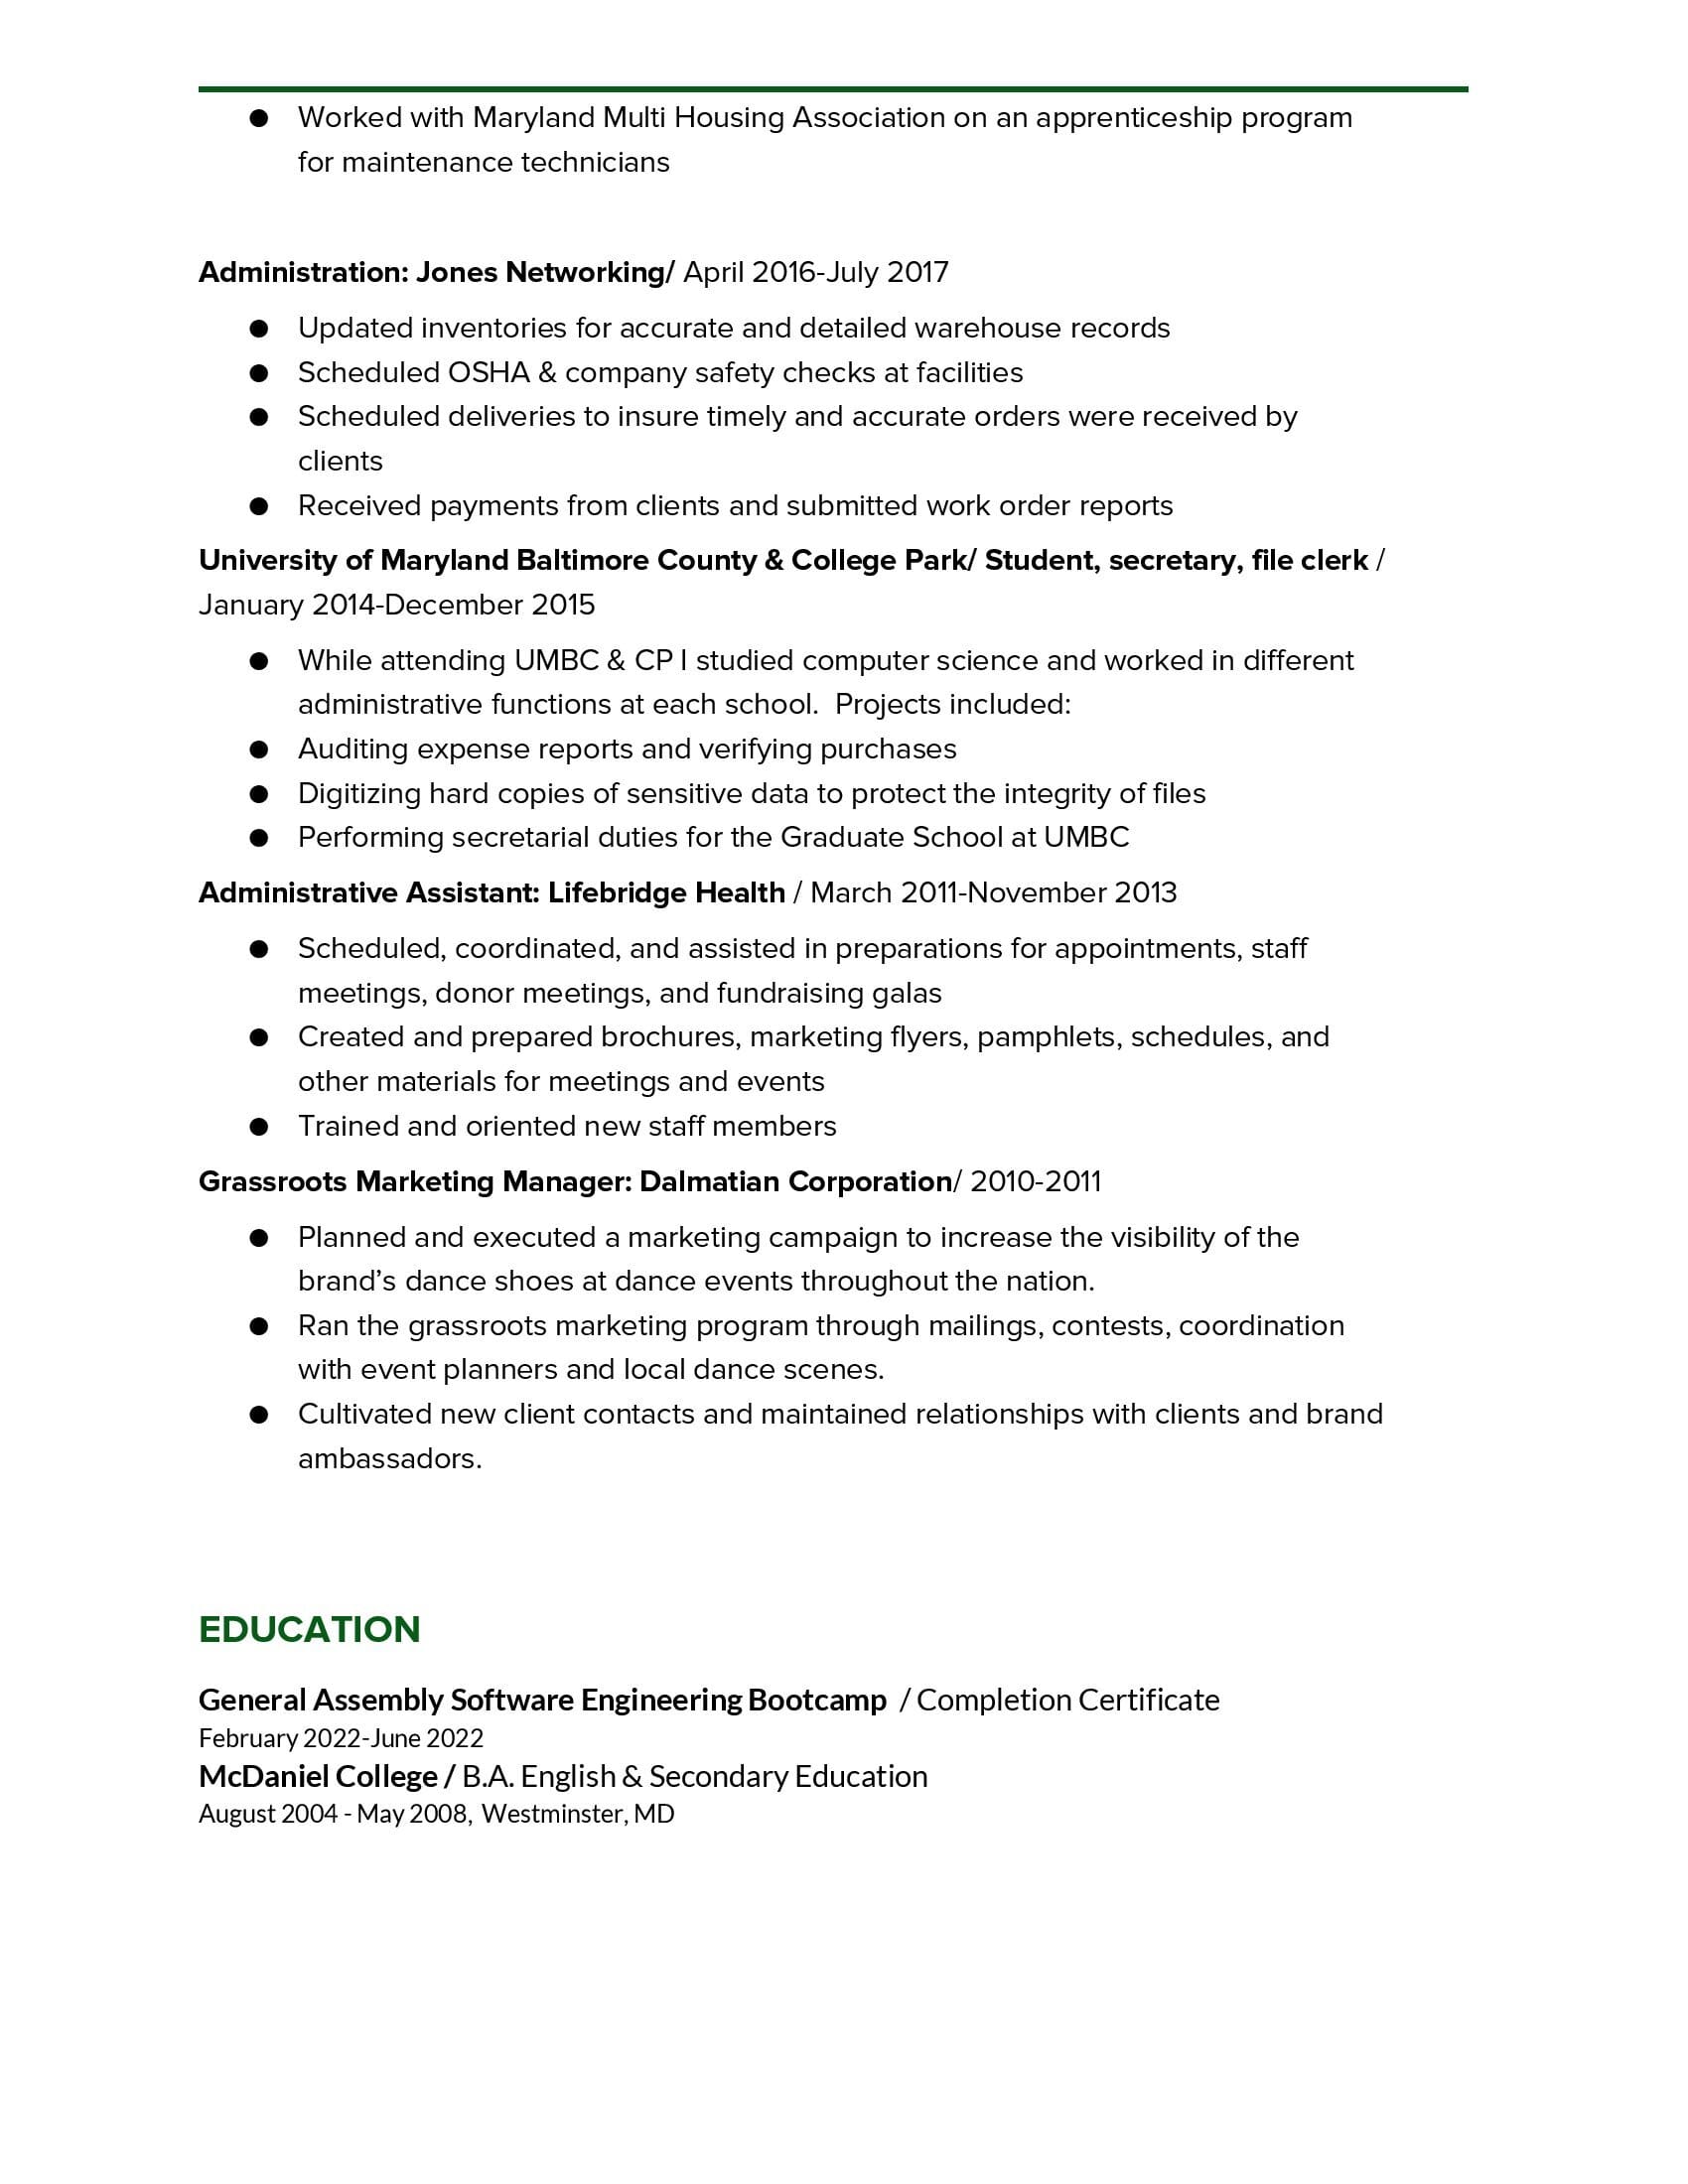 ● Worked with Maryland Multi Housing Association on an apprenticeship program
for maintenance technicians
Administration: Jones Networking/ April 2016-July 2017
● Updated inventories for accurate and detailed warehouse records
● Scheduled OSHA & company safety checks at facilities
● Scheduled deliveries to insure timely and accurate orders were received by
clients
● Received payments from clients and submitted work order reports
University of Maryland Baltimore County & College Park/ Student, secretary, file clerk /
January 2014-December 2015
● While attending UMBC & CP I studied computer science and worked in different
administrative functions at each school.  Projects included:
● Auditing expense reports and verifying purchases
● Digitizing hard copies of sensitive data to protect the integrity of files
● Performing secretarial duties for the Graduate School at UMBC
Administrative Assistant: Lifebridge Health / March 2011-November 2013
● Scheduled, coordinated, and assisted in preparations for appointments, staff
meetings, donor meetings, and fundraising galas
● Created and prepared brochures, marketing flyers, pamphlets, schedules, and
other materials for meetings and events
● Trained and oriented new staff members
Grassroots Marketing Manager: Dalmatian Corporation/ 2010-2011
● Planned and executed a marketing campaign to increase the visibility of the
brand’s dance shoes at dance events throughout the nation.
● Ran the grassroots marketing program through mailings, contests, coordination
with event planners and local dance scenes.
● Cultivated new client contacts and maintained relationships with clients and brand
ambassadors.
EDUCATION
General Assembly Software Engineering Bootcamp  / Completion Certificate
February 2022-June 2022
McDaniel College / B.A. English & Secondary Education
August 2004 - May 2008,  Westminster, MD